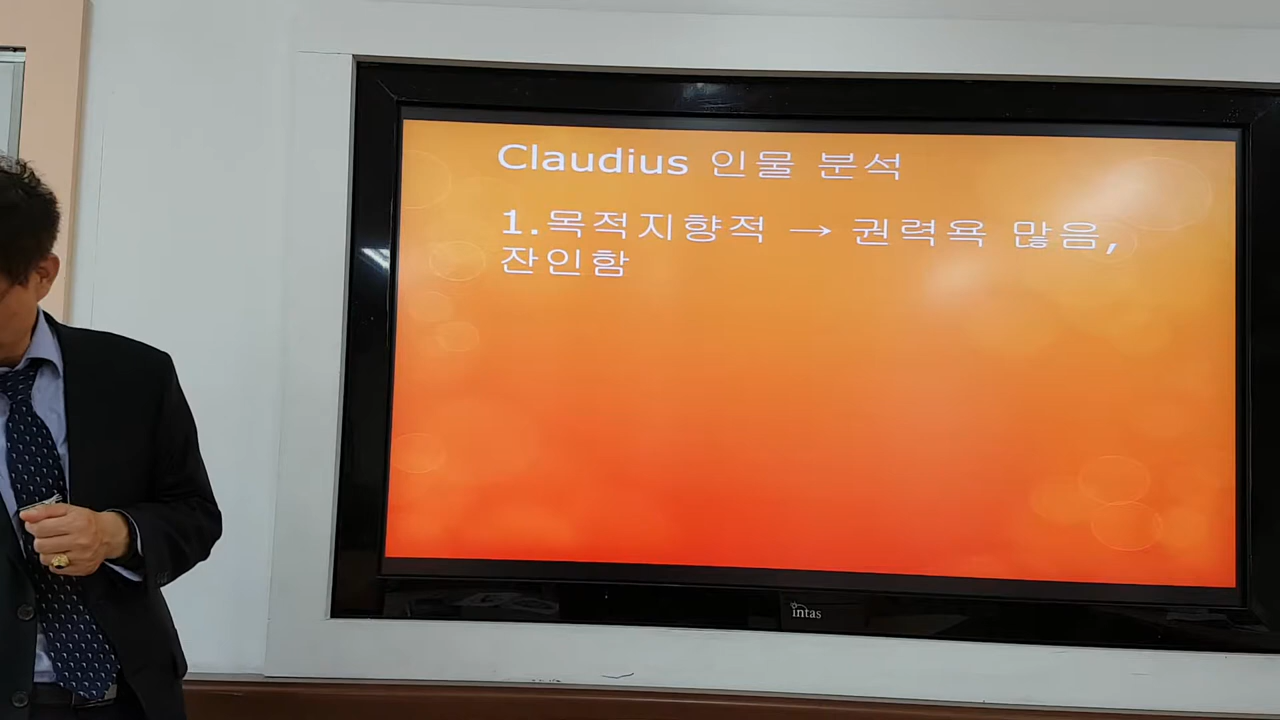 Claudius 인물 분석
1.목적지향적 → 권력욕 많음,
잔인함
intas